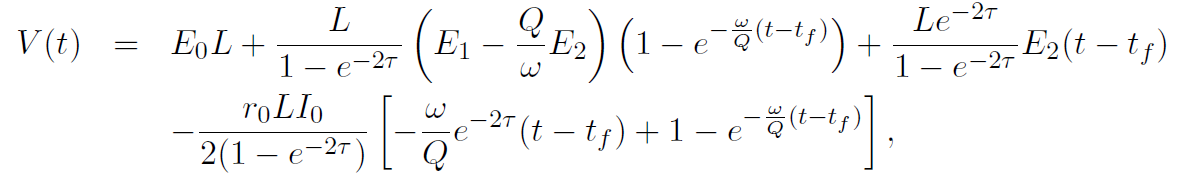 V(t) = E_0 L + \frac{L}{1 - e^{-2\tau}} \left( E_1 - \frac{Q}{\omega} E_2 \right) \left( 1 - e^{-\frac{\omega}{Q}(t-t_f)} \right) + \frac{L e^{-2\tau}}{1 - e^{-2\tau}} E_2 (t - t_f)
- \frac{r_0 L I_0}{2(1 - e^{-2\tau})} \left[ -\frac{\omega}{Q} e^{-2\tau} (t - t_f) + 1 - e^{-\frac{\omega}{Q}(t-t_f)} \right],